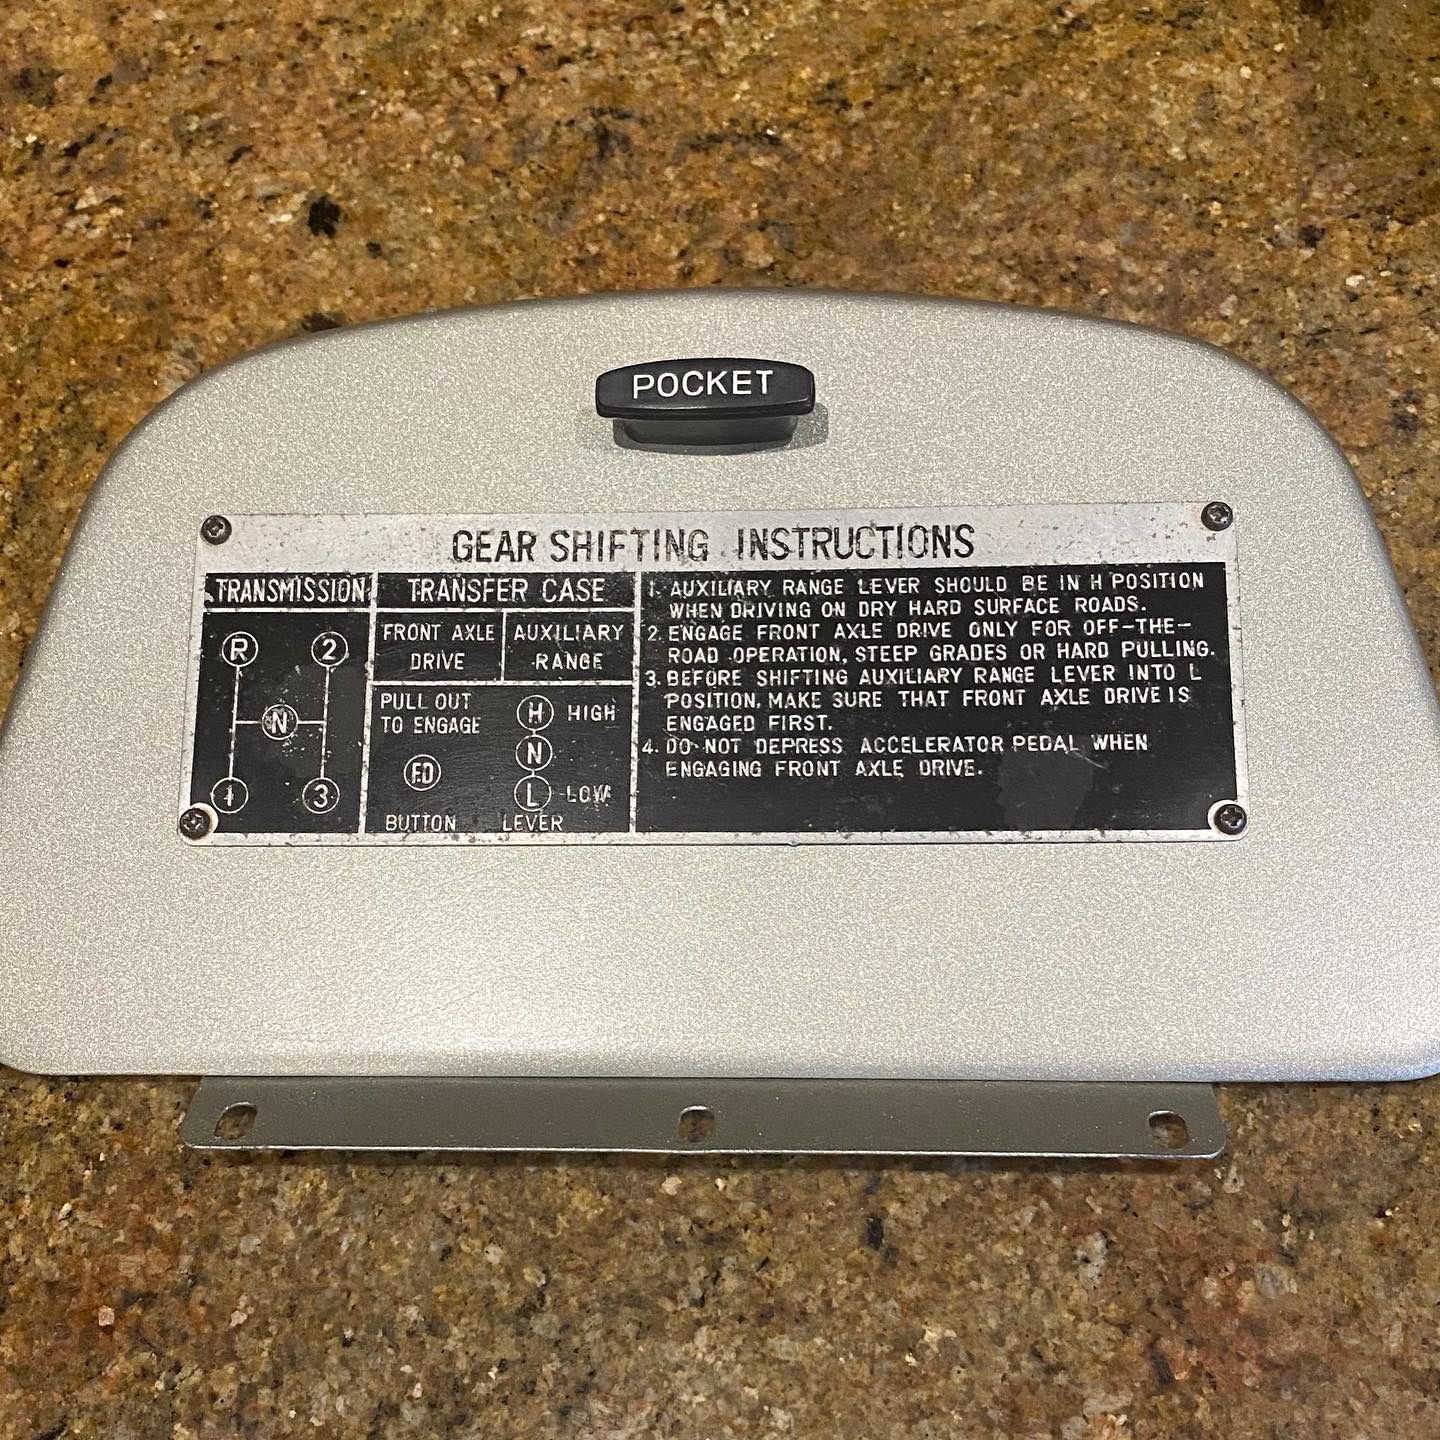 POCKET
GEAR SHIFTING INSTRUCTIONS
TRANSMISSION
R 2
N
1 3
TRANSFER CASE
FRONT AXLE
DRIVE
PULL OUT
TO ENGAGE
F.D
BUTTON
AUXILIARY
RANGE
H HIGH
N
L LOW
LEVER
1. AUXILIARY RANGE LEVER SHOULD BE IN H POSITION
WHEN DRIVING ON DRY HARD SURFACE ROADS.
2. ENGAGE FRONT AXLE DRIVE ONLY FOR OFF-THE-
ROAD OPERATION, STEEP GRADES OR HARD PULLING.
3. BEFORE SHIFTING AUXILIARY RANGE LEVER INTO L
POSITION, MAKE SURE THAT FRONT AXLE DRIVE IS
ENGAGED FIRST.
4. DO NOT DEPRESS ACCELERATOR PEDAL WHEN
ENGAGING FRONT AXLE DRIVE.